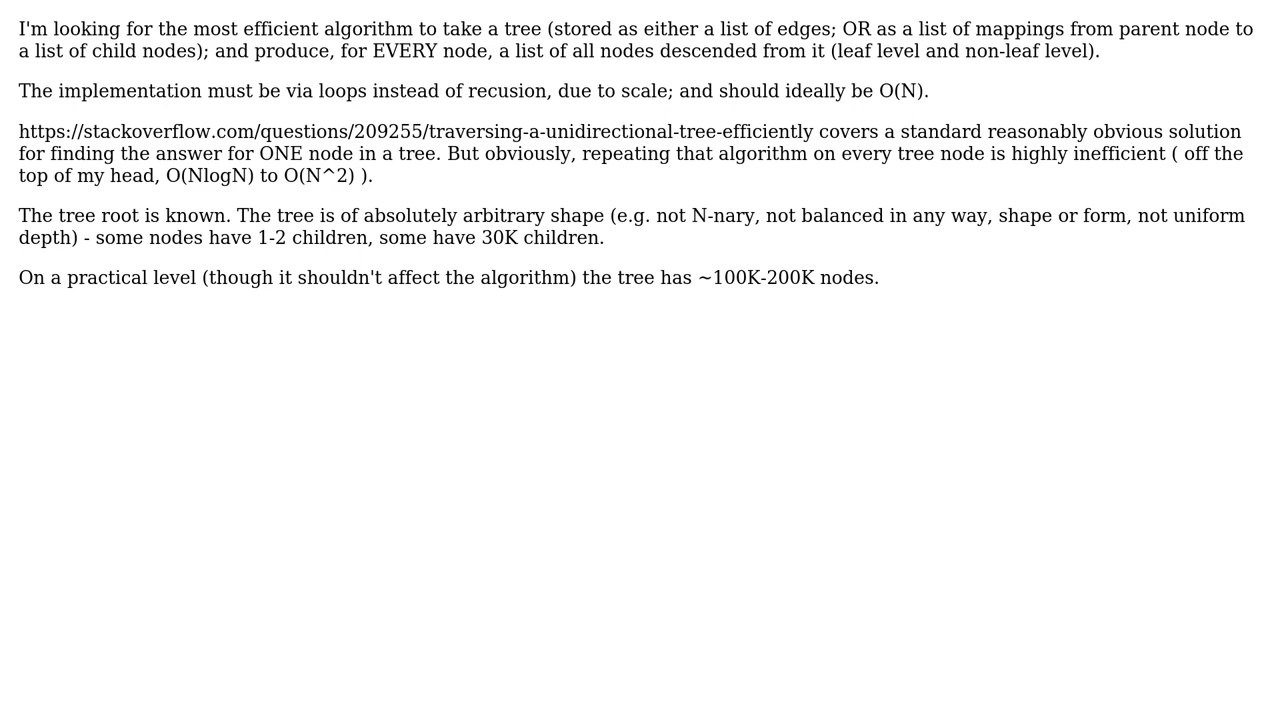 I'm looking for the most efficient algorithm to take a tree (stored as either a list of edges; OR as a list of mappings from parent node to
a list of child nodes); and produce, for EVERY node, a list of all nodes descended from it (leaf level and non-leaf level).
The implementation must be via loops instead of recusion, due to scale; and should ideally be O(N).
https://stackoverflow.com/questions/209255/traversing-a-unidirectional-tree-efficiently covers a standard reasonably obvious solution
for finding the answer for ONE node in a tree. But obviously, repeating that algorithm on every tree node is highly inefficient ( off the
top of my head, O(NlogN) to O(N^2) ).
The tree root is known. The tree is of absolutely arbitrary shape (e.g. not N-nary, not balanced in any way, shape or form, not uniform
depth) - some nodes have 1-2 children, some have 30K children.
On a practical level (though it shouldn't affect the algorithm) the tree has ~100K-200K nodes.